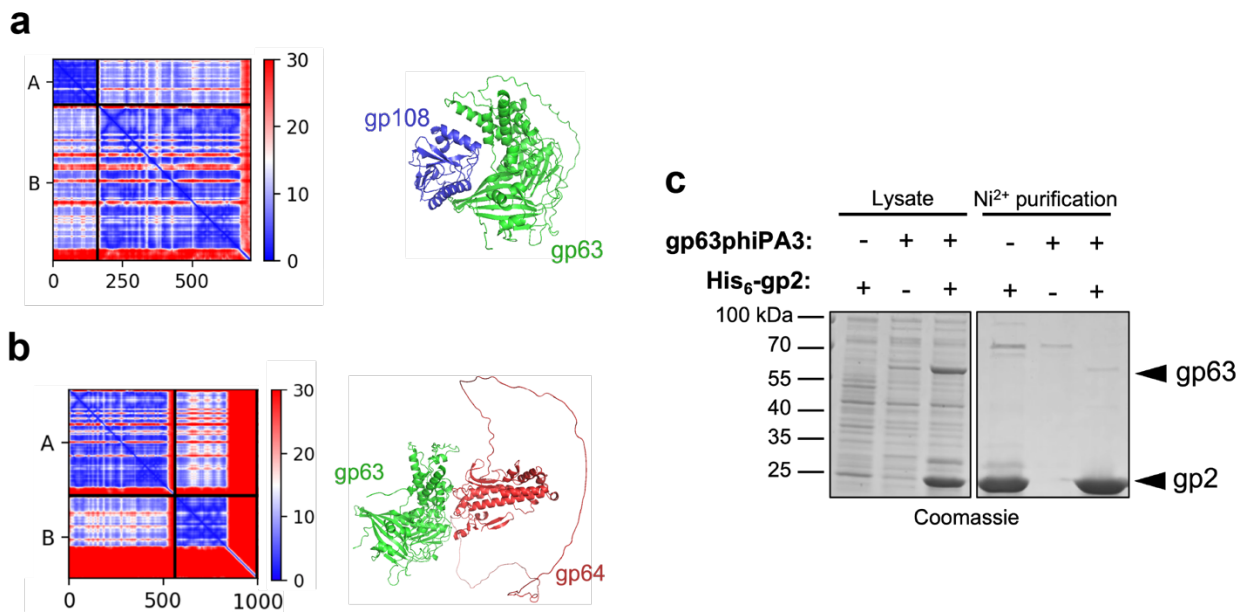 a
A
B
0
250
500
30
20
10
0
gp108
gp63
b
A
B
0
500
1000
30
20
10
0
gp63
gp64
c
Lysate
Ni²⁺ purification
gp63phiPA3: - + + - + +
His₆-gp2: + - + + - +
100 kDa
70
55
40
35
25
gp63
gp2
Coomassie